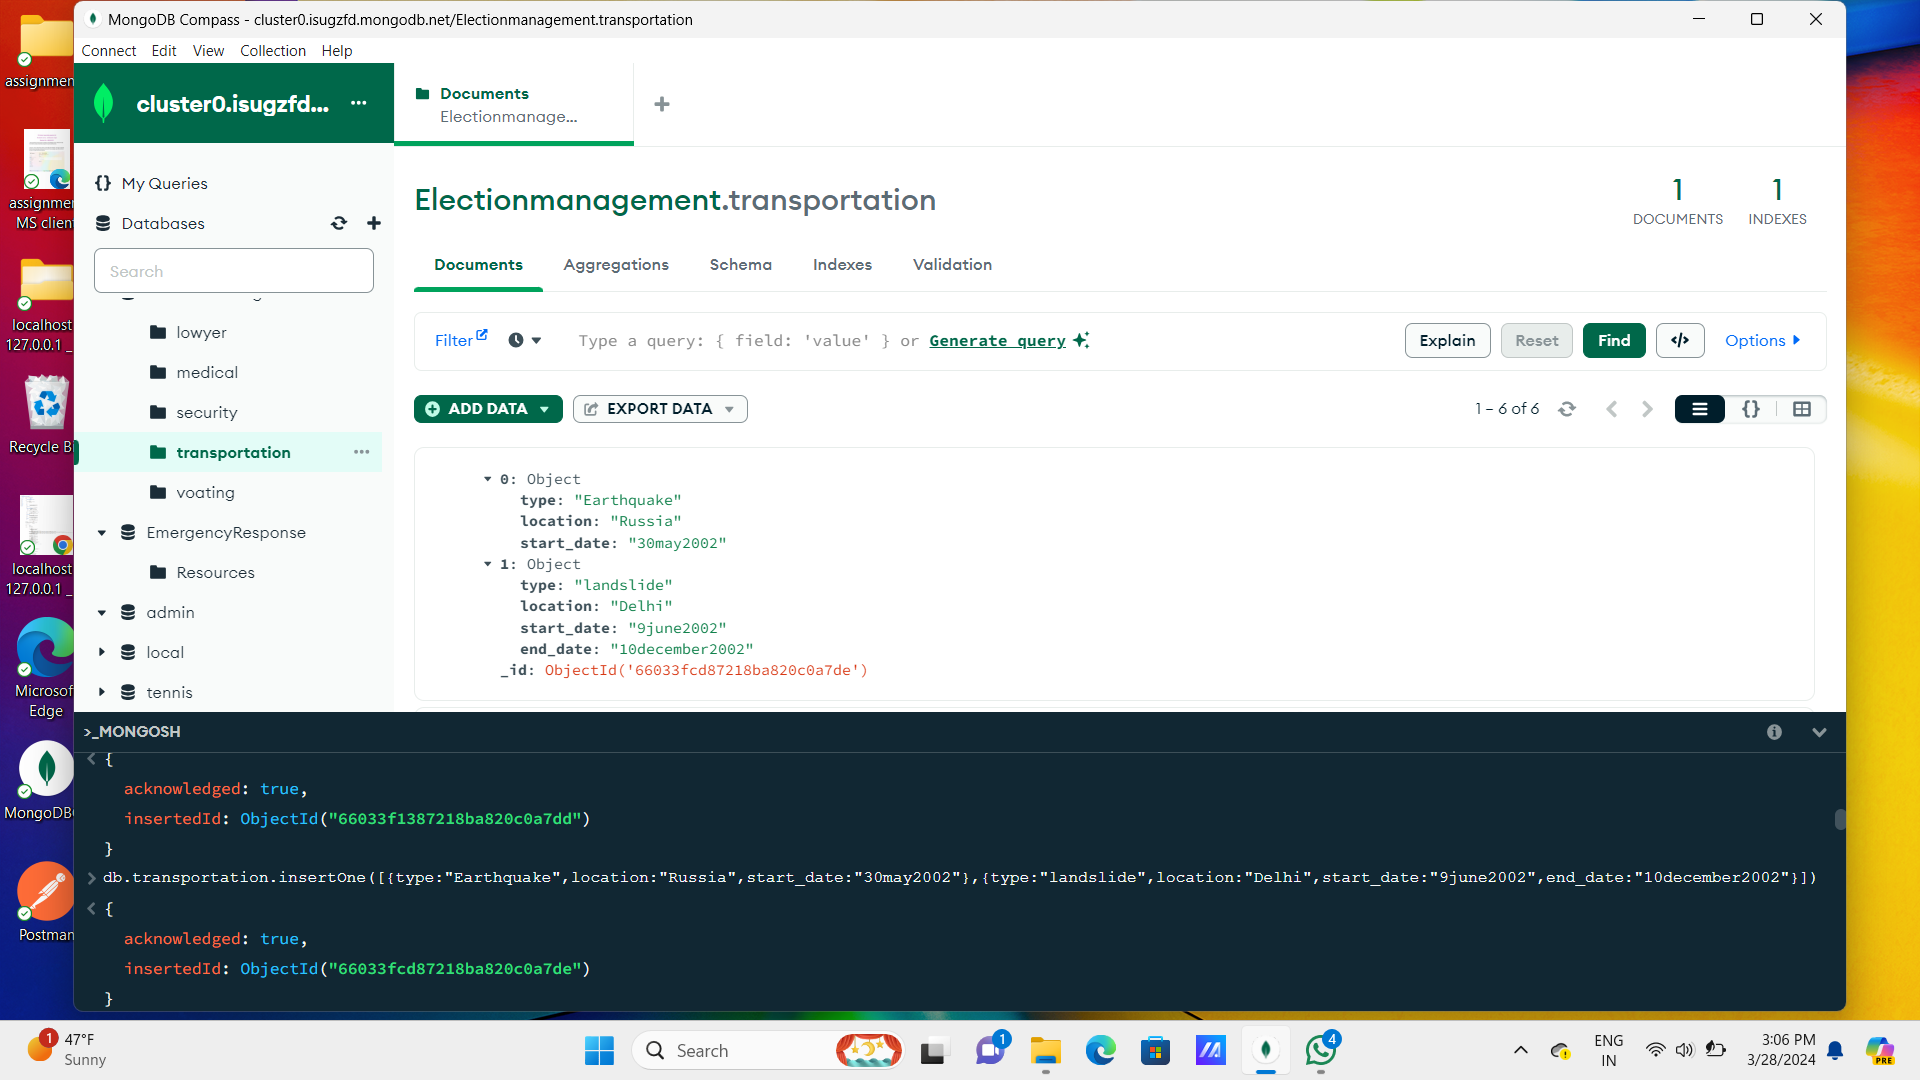 MongoDB Compass - cluster0.isugzfd.mongodb.net/Electionmanagement.transportation
Connect Edit View Collection Help
cluster0.isugzfd... ...
Documents
Electionmanage...
+
{} My Queries
Databases
Search
lowyer
medical
security
transportation ...
voating
EmergencyResponse
Resources
admin
local
tennis
Electionmanagement.transportation
1
DOCUMENTS
1
INDEXES
Documents Aggregations Schema Indexes Validation
Filter Type a query: { field: 'value' } or Generate query Explain Reset Find </> Options
ADD DATA EXPORT DATA 1 – 6 of 6 {}
0: Object
type: "Earthquake"
location: "Russia"
start_date: "30may2002"
1: Object
type: "landslide"
location: "Delhi"
start_date: "9june2002"
end_date: "10december2002"
_id: ObjectId('66033fcd87218ba820c0a7de')
>_MONGOSH
< {
acknowledged: true,
insertedId: ObjectId("66033f1387218ba820c0a7dd")
}
> db.transportation.insertOne([{type:"Earthquake",location:"Russia",start_date:"30may2002"},{type:"landslide",location:"Delhi",start_date:"9june2002",end_date:"10december2002"}])
< {
acknowledged: true,
insertedId: ObjectId("66033fcd87218ba820c0a7de")
}
assignmen
assignmen
MS clien
localhost
127.0.0.1 _
Recycle B
localhost
127.0.0.1 _
Microsof
Edge
MongoDB
Postman
1
47°F
Sunny
Search
1
4
ENG
IN
3:06 PM
3/28/2024
PRE